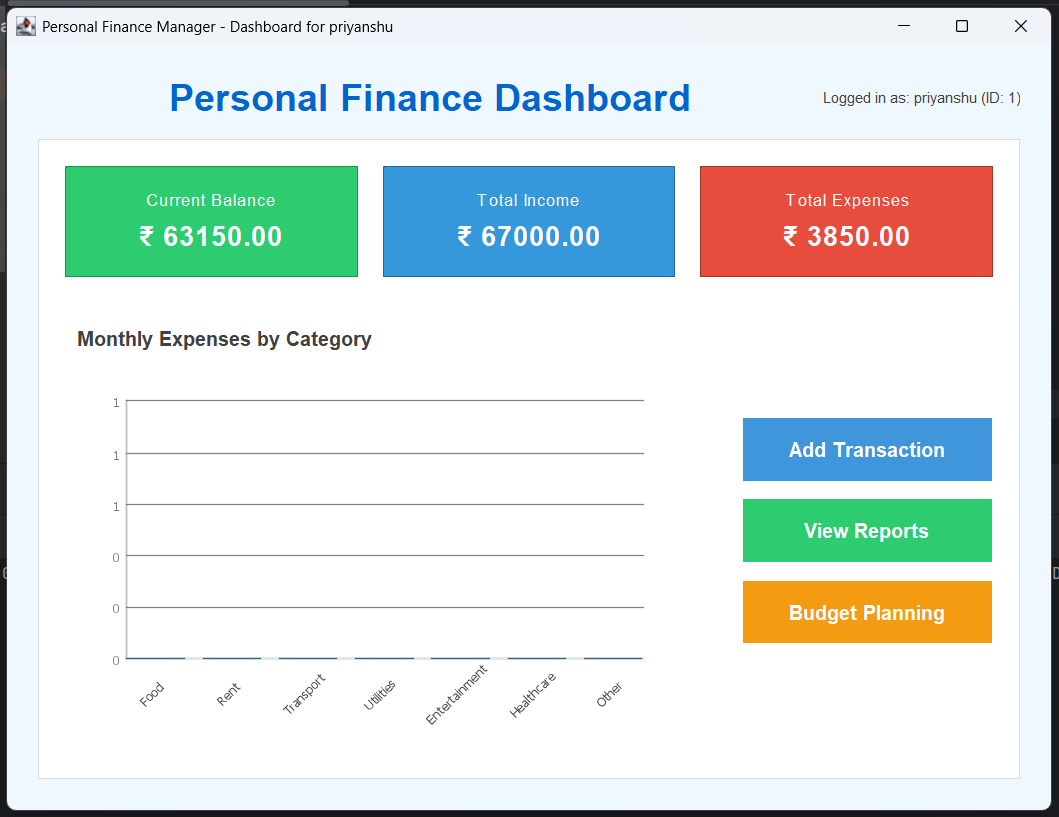 Personal Finance Manager - Dashboard for priyanshu
Personal Finance Dashboard
Logged in as: priyanshu (ID: 1)
Current Balance
₹ 63150.00
Total Income
₹ 67000.00
Total Expenses
₹ 3850.00
Monthly Expenses by Category
1
1
1
0
0
0
Food
Rent
Transport
Utilities
Entertainment
Healthcare
Other
Add Transaction
View Reports
Budget Planning